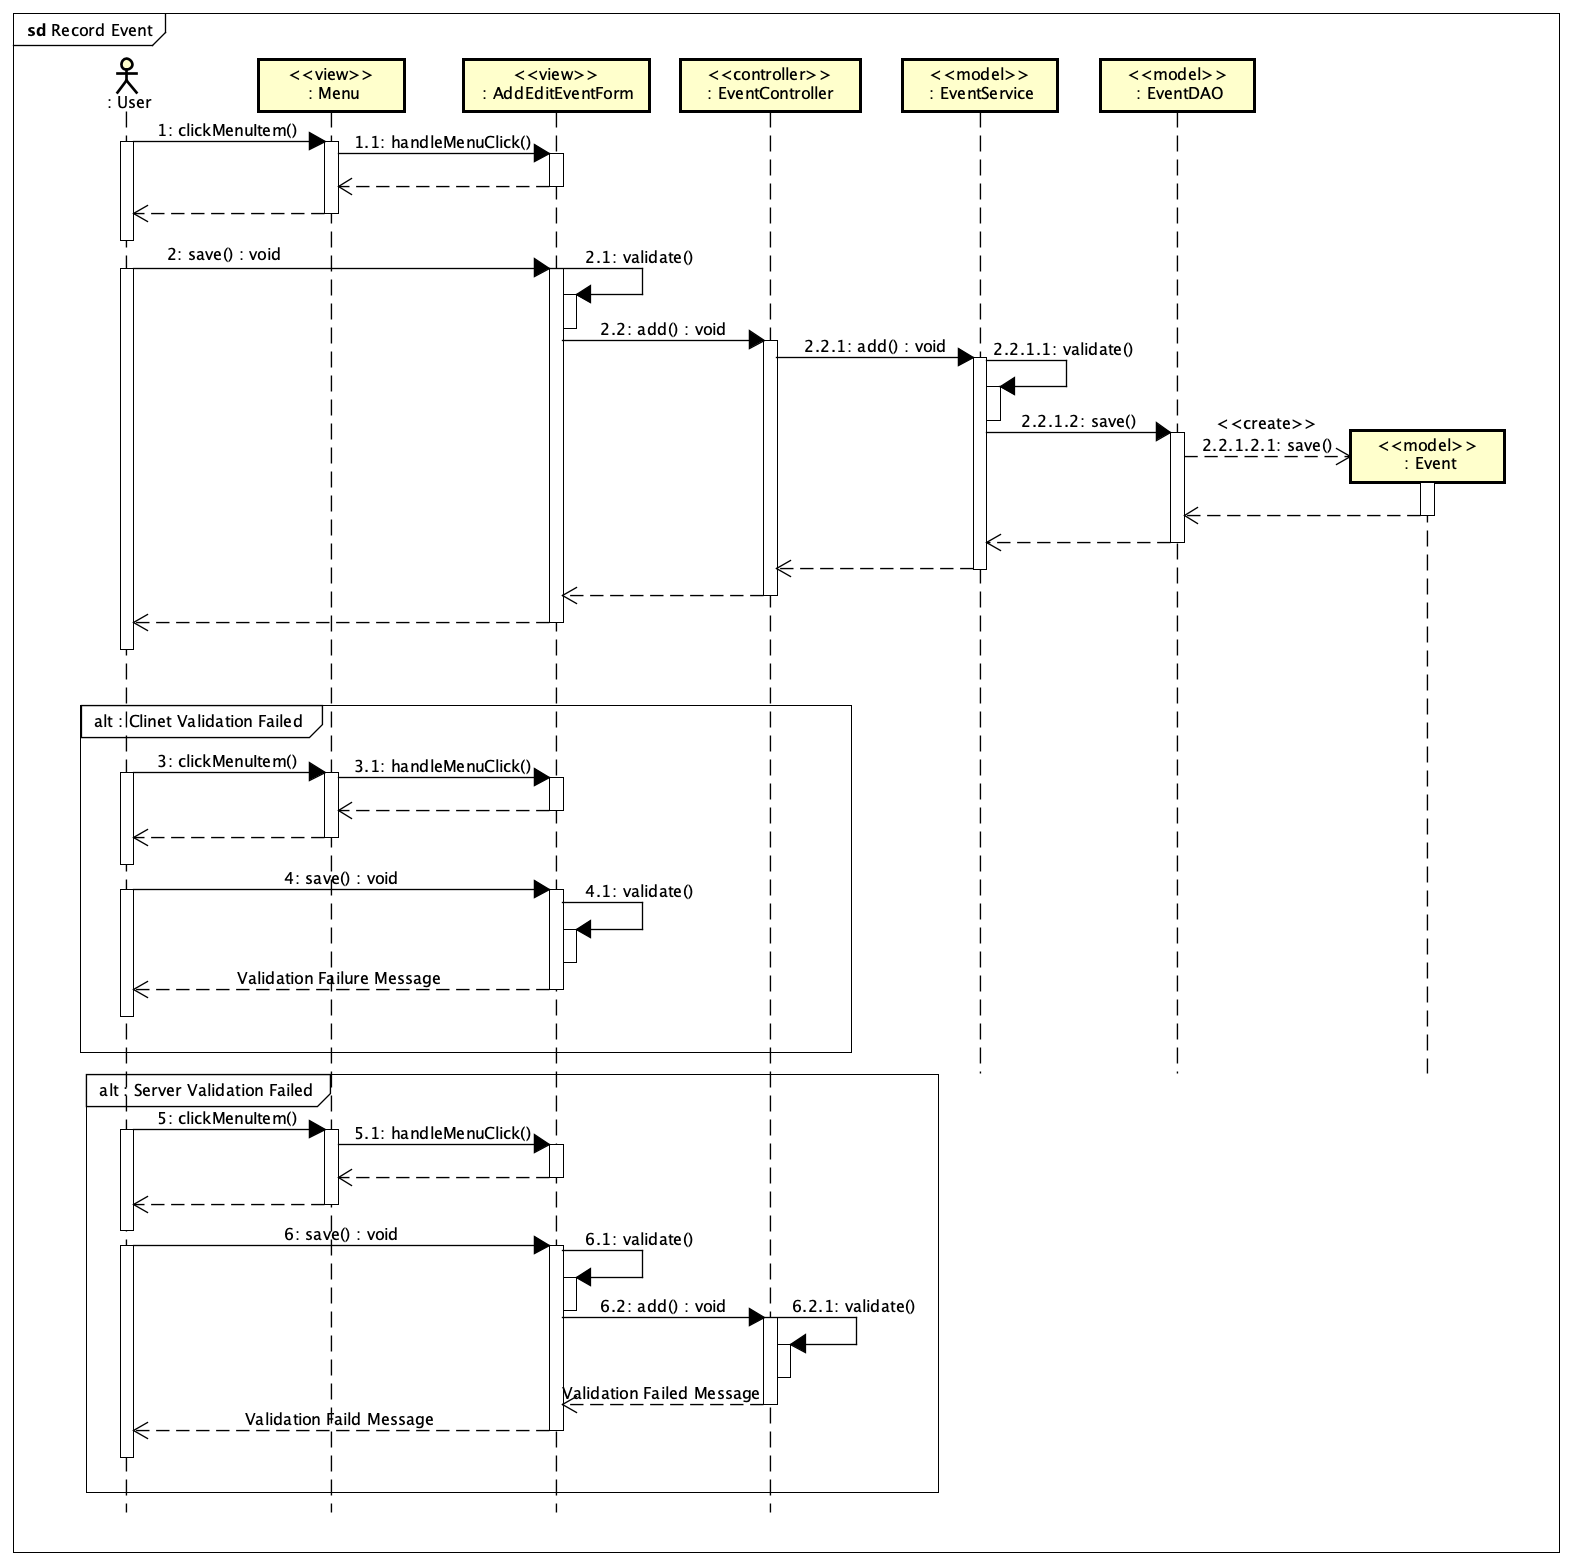 sd Record Event
: User
<<view>>
: Menu
<<view>>
: AddEditEventForm
<<controller>>
: EventController
<<model>>
: EventService
<<model>>
: EventDAO
1: clickMenuItem()
1.1: handleMenuClick()
2: save() : void
2.1: validate()
2.2: add() : void
2.2.1: add() : void
2.2.1.1: validate()
2.2.1.2: save()
<<create>>
2.2.1.2.1: save()
<<model>>
: Event
alt : Clinet Validation Failed
3: clickMenuItem()
3.1: handleMenuClick()
4: save() : void
4.1: validate()
Validation Failure Message
alt : Server Validation Failed
5: clickMenuItem()
5.1: handleMenuClick()
6: save() : void
6.1: validate()
6.2: add() : void
6.2.1: validate()
Validation Failed Message
Validation Faild Message